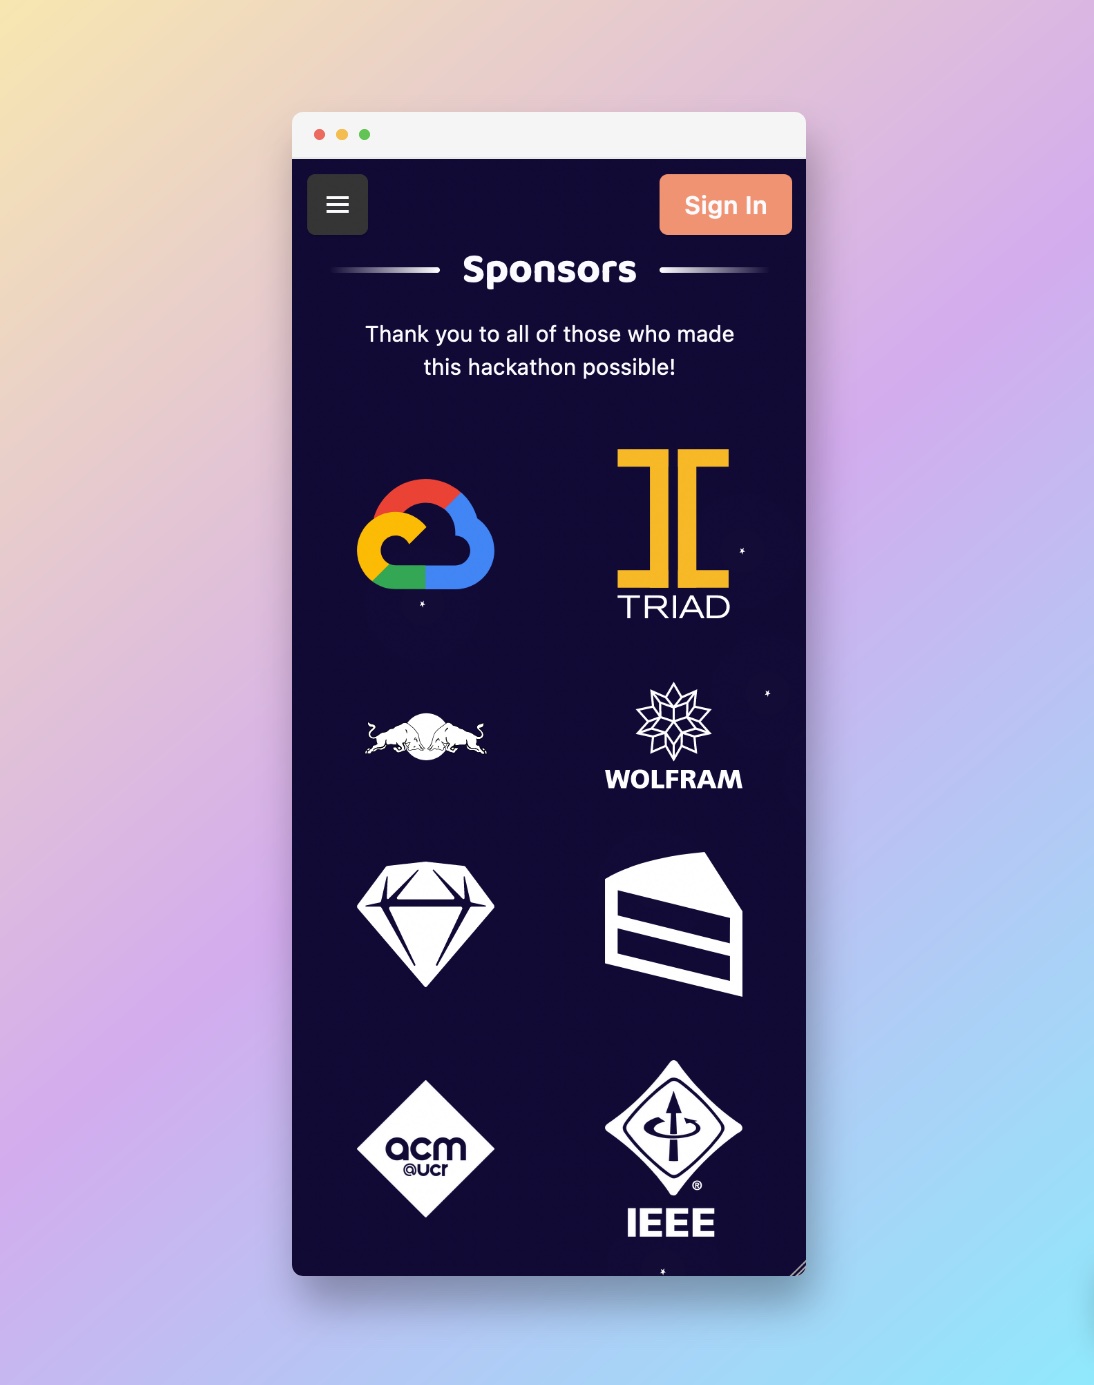 Sign In
Sponsors
Thank you to all of those who made
this hackathon possible!
TRIAD
WOLFRAM
acm
@ucr
®
IEEE